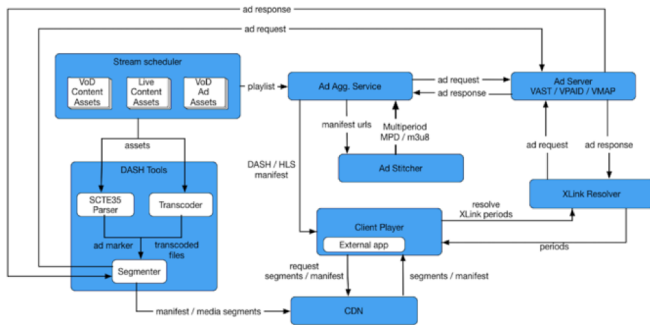 ad response
ad request
Stream scheduler
VoD
Content
Assets
Live
Content
Assets
VoD
Ad
Assets
playlist
Ad Agg. Service
ad request
ad response
Ad Server
VAST / VPAID / VMAP
assets
manifest urls
Multiperiod
MPD / m3u8
DASH / HLS
manifest
Ad Stitcher
ad request
ad response
DASH Tools
SCTE35
Parser
Transcoder
XLink Resolver
resolve
XLink periods
Client Player
External app
periods
ad marker
transcoded
files
Segmenter
request
segments / manifest
segments / manifest
manifest / media segments
CDN